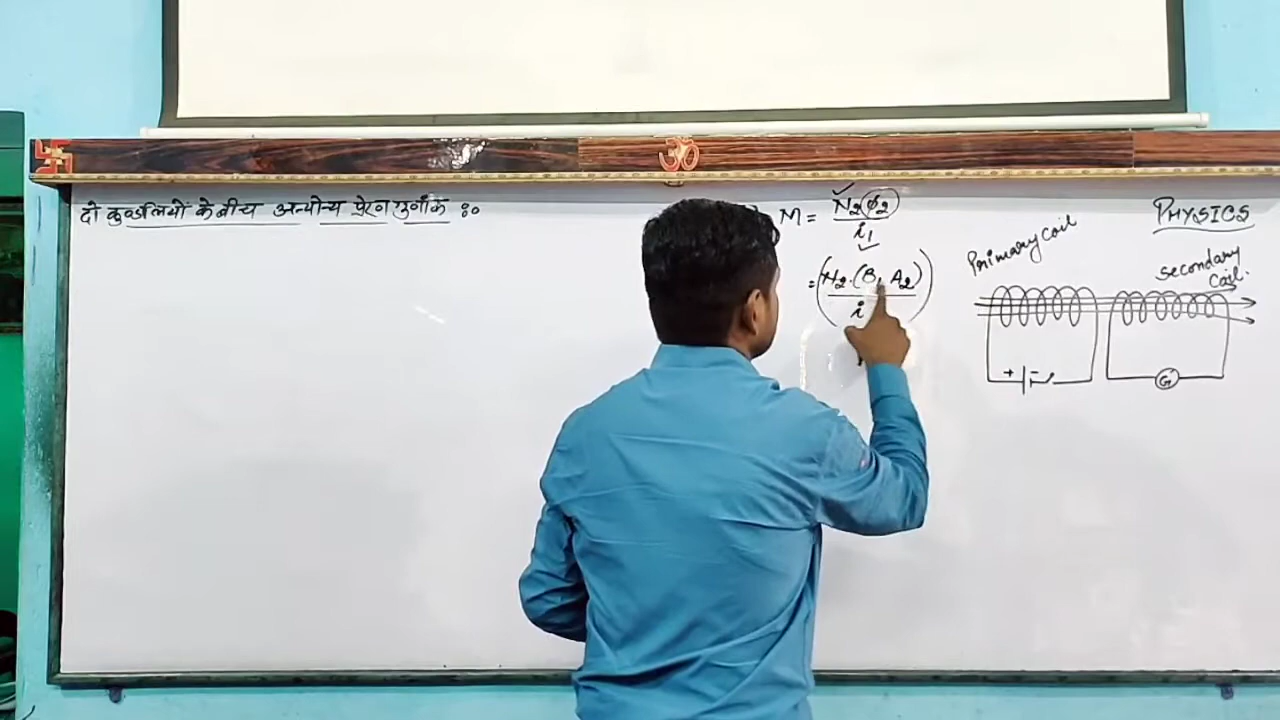 दो कुण्डलियों के बीच अन्योन्य प्रेरण गुणांक :०
M = N₂φ₂
i₁
= (N₂.(B₁ A₂))
i
PHYSICS
Primary coil
Secondary
Coil.
+ -
G
ॐ